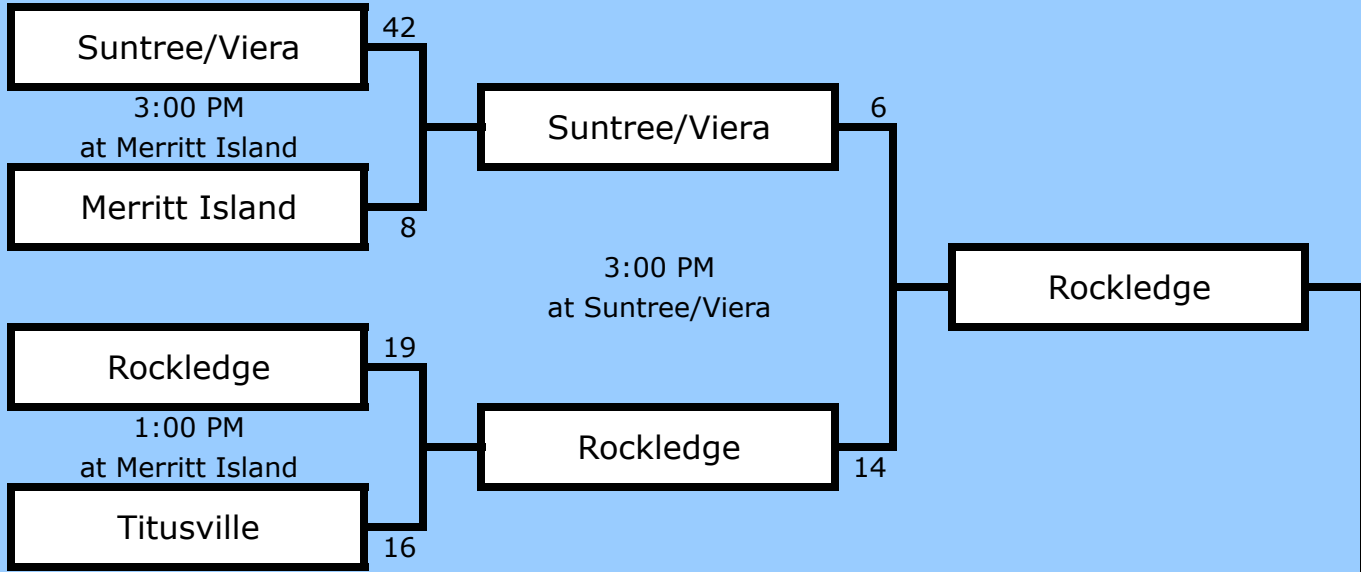 Suntree/Viera
42
3:00 PM
at Merritt Island
Merritt Island
8
Suntree/Viera
6
3:00 PM
at Suntree/Viera
Rockledge
Rockledge
19
1:00 PM
at Merritt Island
Titusville
16
Rockledge
14